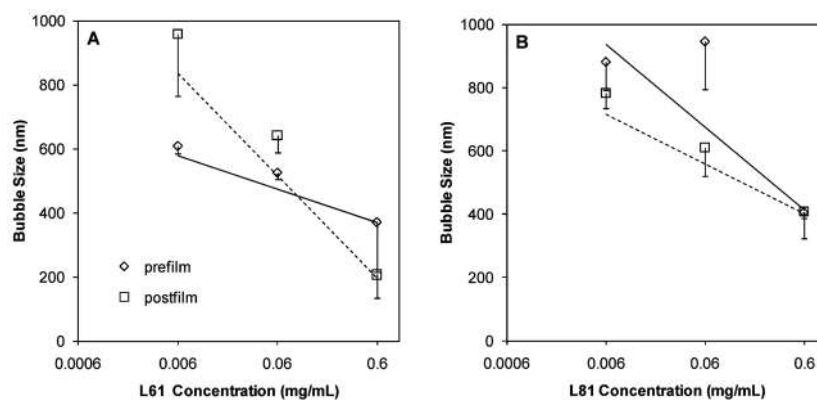 A
Bubble Size (nm)
1000
800
600
400
200
0
prefilm
postfilm
0.0006
0.006
0.06
0.6
L61 Concentration (mg/mL)
B
Bubble Size (nm)
1000
800
600
400
200
0
0.0006
0.006
0.06
0.6
L81 Concentration (mg/mL)